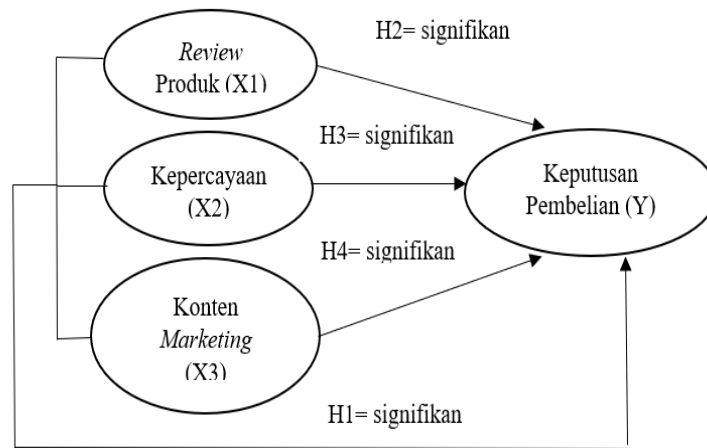 H2= signifikan
Review
Produk (X1)
H3= signifikan
Kepercayaan
(X2)
Keputusan
Pembelian (Y)
H4= signifikan
Konten
Marketing
(X3)
H1= signifikan